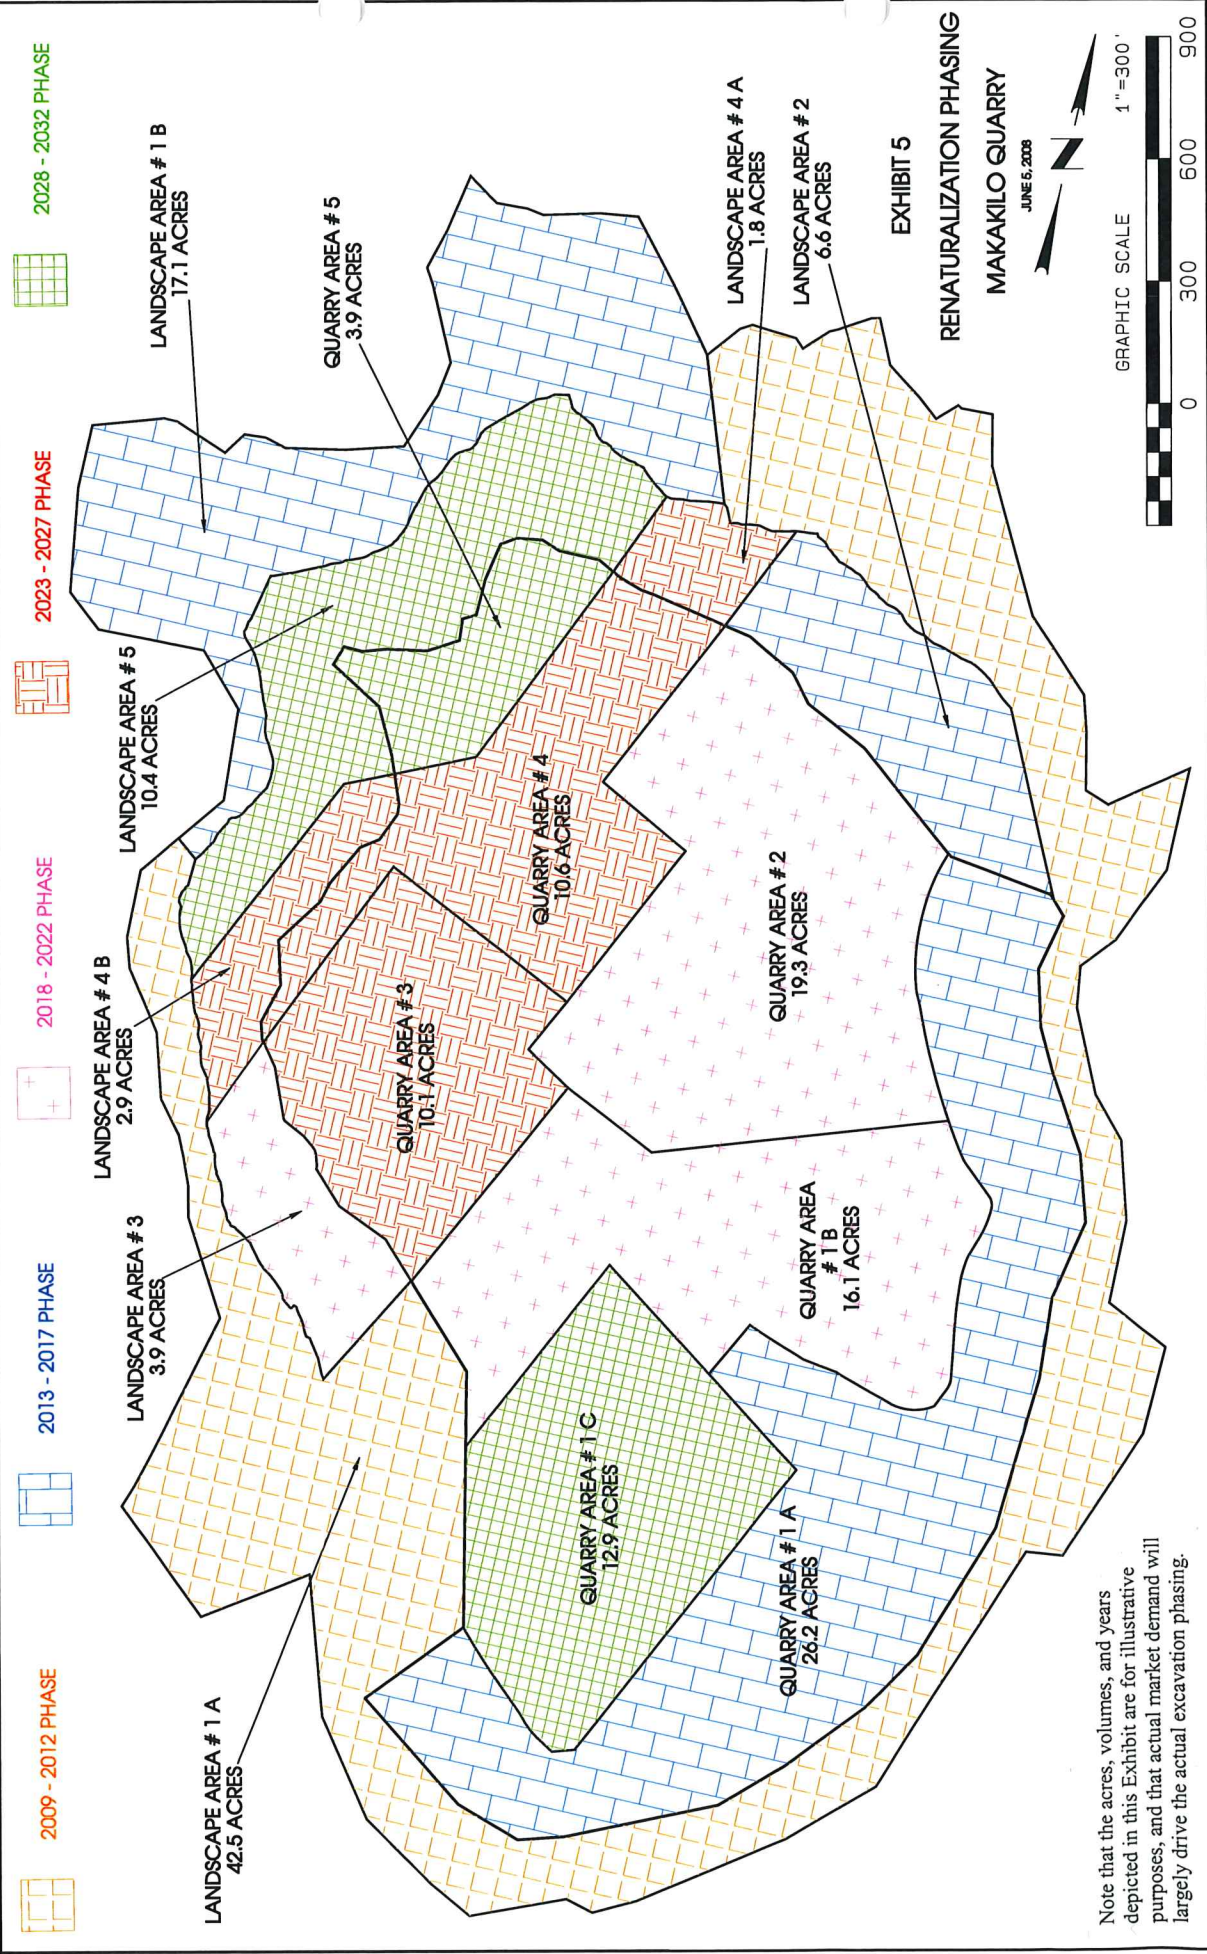 2009 - 2012 PHASE
2013 - 2017 PHASE
2018 - 2022 PHASE
2023 - 2027 PHASE
2028 - 2032 PHASE
LANDSCAPE AREA # 1 A
42.5 ACRES
LANDSCAPE AREA # 3
3.9 ACRES
LANDSCAPE AREA # 4 B
2.9 ACRES
LANDSCAPE AREA # 5
10.4 ACRES
LANDSCAPE AREA # 1 B
17.1 ACRES
QUARRY AREA # 5
3.9 ACRES
QUARRY AREA # 3
10.1 ACRES
QUARRY AREA # 4
10.6 ACRES
QUARRY AREA # 1 C
12.9 ACRES
QUARRY AREA # 1 A
26.2 ACRES
QUARRY AREA
# 1 B
16.1 ACRES
QUARRY AREA #2
19.3 ACRES
LANDSCAPE AREA # 4 A
1.8 ACRES
LANDSCAPE AREA # 2
6.6 ACRES
EXHIBIT 5
RENATURALIZATION PHASING
MAKAKILO QUARRY
JUNE 5, 2008
N
GRAPHIC SCALE 1"=300'
0 300 600 900
Note that the acres, volumes, and years
depicted in this Exhibit are for illustrative
purposes, and that actual market demand will
largely drive the actual excavation phasing.